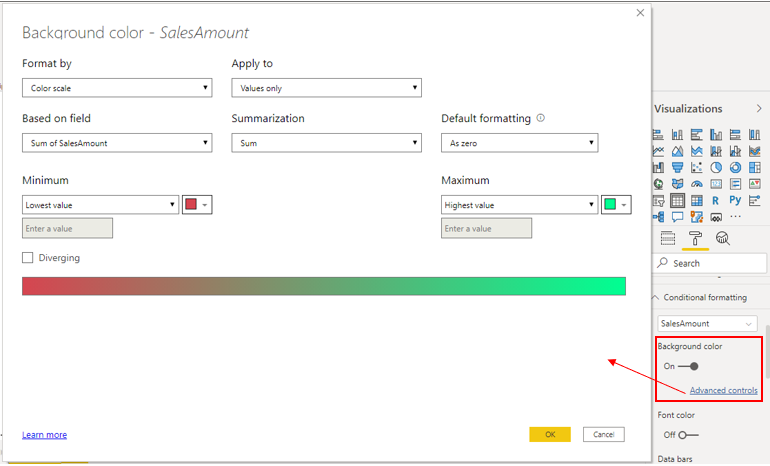 Background color - SalesAmount
Format by
Apply to
Color scale
Values only
Based on field
Summarization
Default formatting
Sum of SalesAmount
Sum
As zero
Minimum
Maximum
Lowest value
Highest value
Enter a value
Enter a value
Diverging
Learn more
OK
Cancel
Visualizations
R
Py
Search
Conditional formatting
SalesAmount
Background color
On
Advanced controls
Font color
Off
Data bars